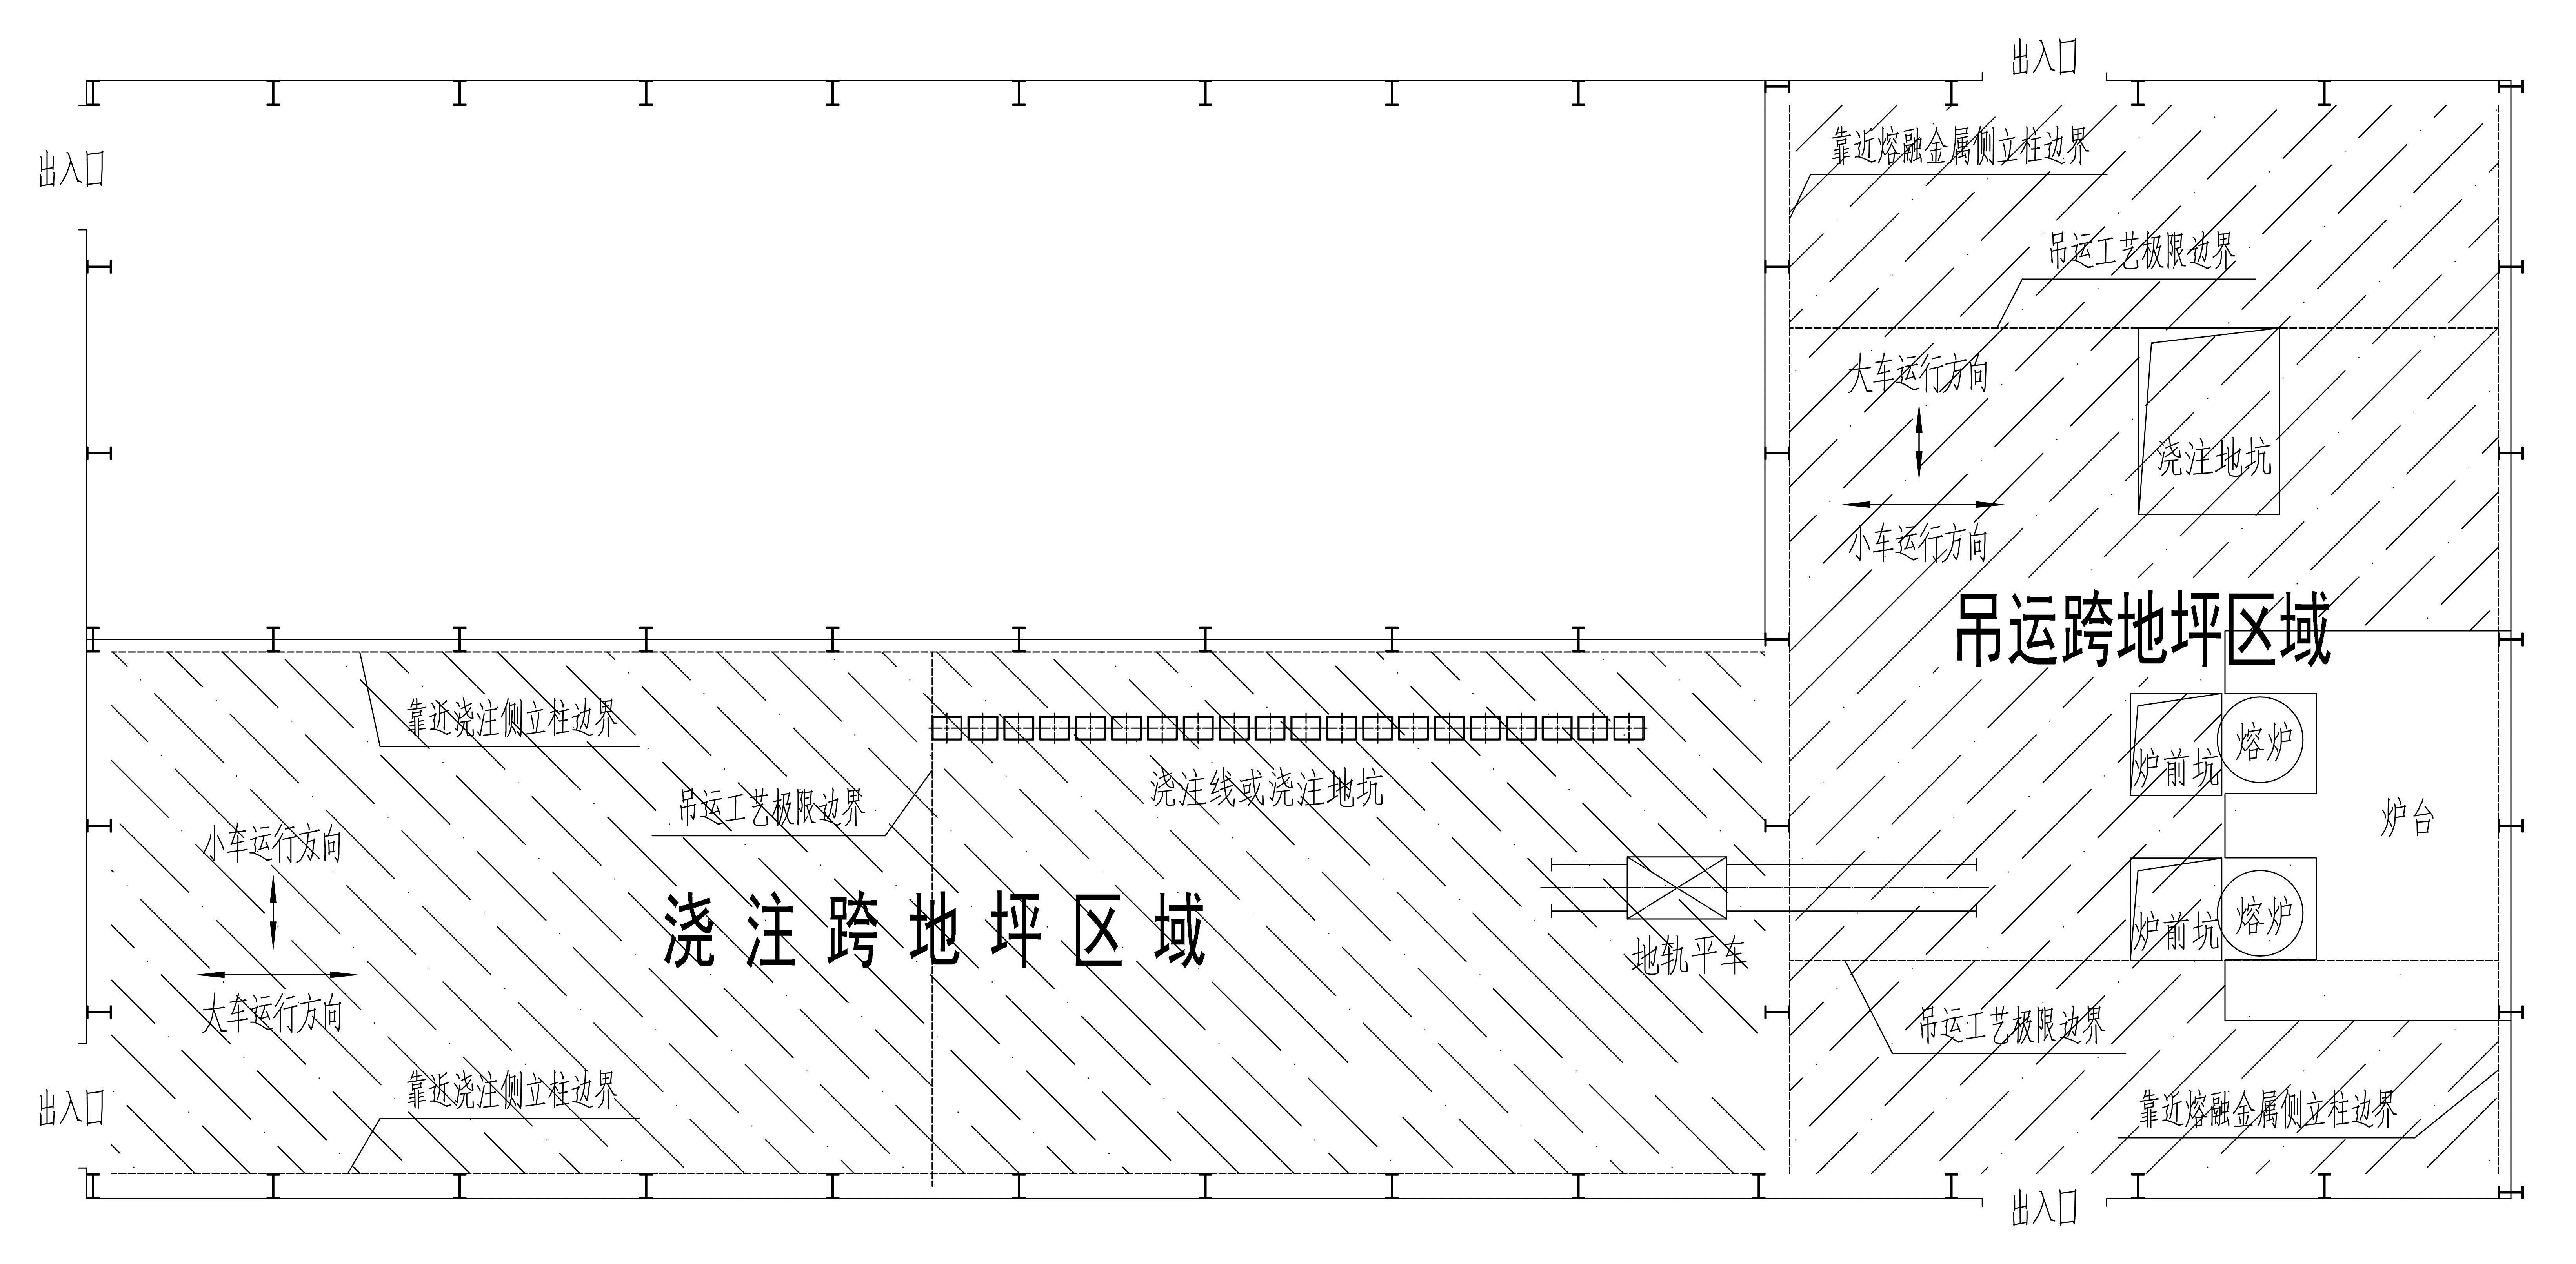 出入口
出入口
靠近熔融金属侧立柱边界
吊运工艺极限边界
大车运行方向
小车运行方向
浇注地坑
吊运跨地坪区域
靠近浇注侧立柱边界
吊运工艺极限边界
浇注线或浇注地坑
小车运行方向
大车运行方向
浇注跨地坪区域
地轨平车
炉前坑
熔炉
炉台
炉前坑
熔炉
吊运工艺极限边界
靠近浇注侧立柱边界
靠近熔融金属侧立柱边界
出入口
出入口